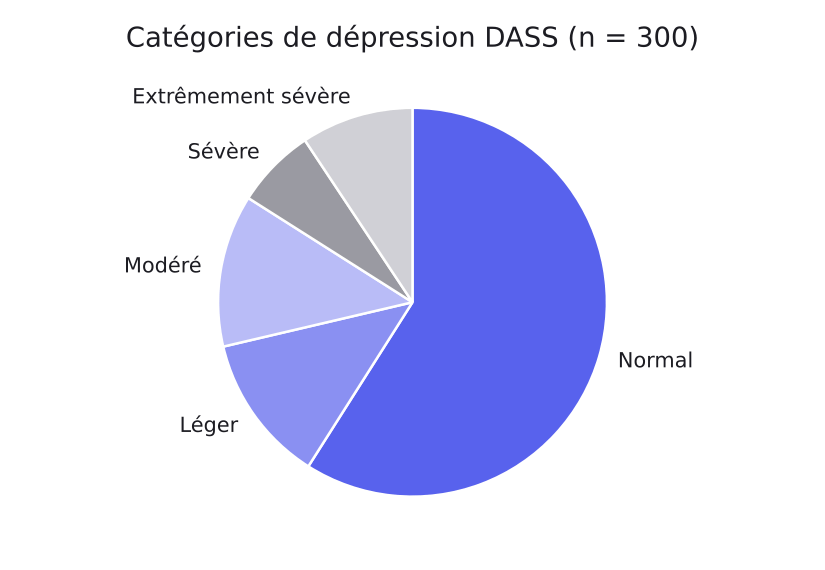 Catégories de dépression DASS (n = 300)
Extrêmement sévère
Sévère
Modéré
Normal
Léger